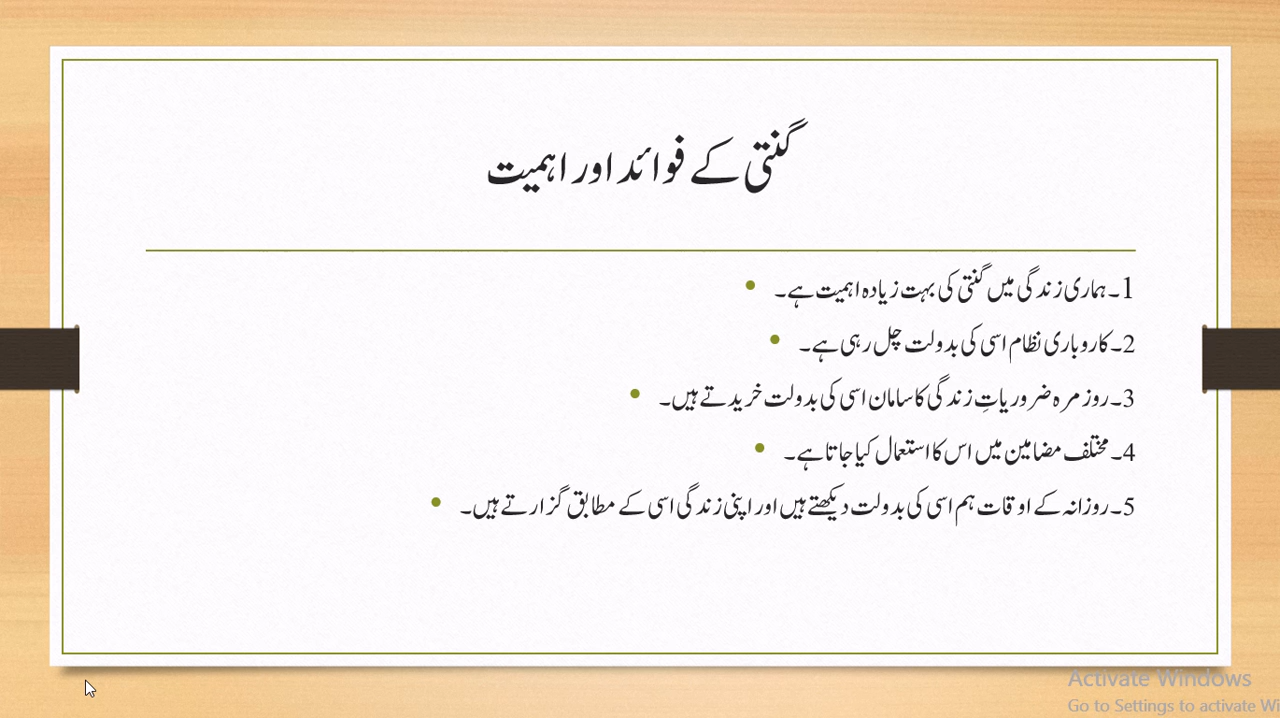 گنتی کے فوائد اور اہمیت
1۔ہماری زندگی میں گنتی کی بہت زیادہ اہمیت ہے۔
2۔کاروباری نظام اسی کی بدولت چل رہی ہے۔
3۔روزمرہ ضروریاتِ زندگی کا سامان اسی کی بدولت خریدتے ہیں۔
4۔مختلف مضامین میں اس کا استعمال کیا جاتا ہے۔
5۔روزانہ کے اوقات ہم اسی کی بدولت دیکھتے ہیں اور اپنی زندگی اسی کے مطابق گزارتے ہیں۔
Activate Windows
Go to Settings to activate Wi